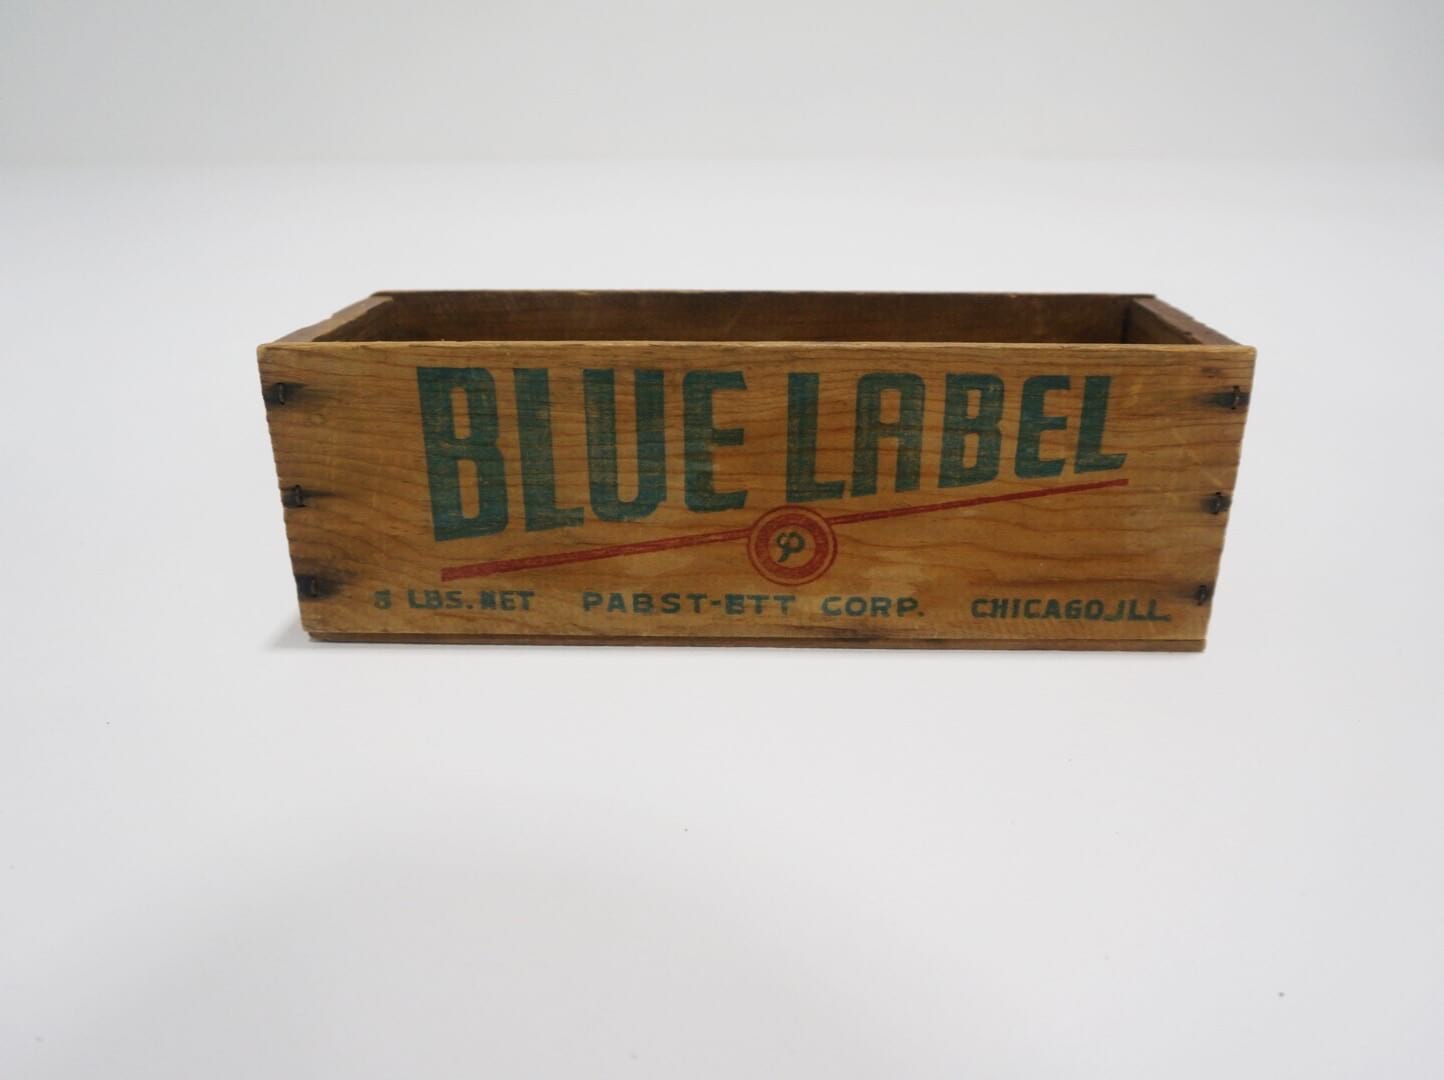 BLUE LABEL
P
5 LBS. NET PABST-ETT CORP. CHICAGO, ILL.